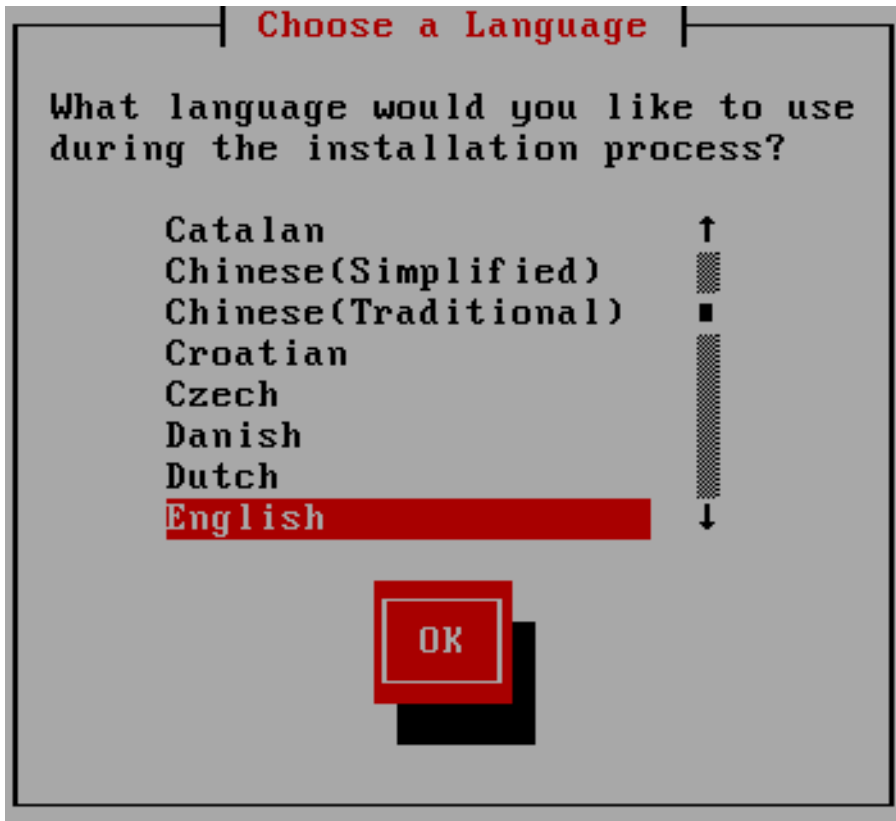 Choose a Language
What language would you like to use
during the installation process?
Catalan
Chinese(Simplified)
Chinese(Traditional)
Croatian
Czech
Danish
Dutch
English
OK